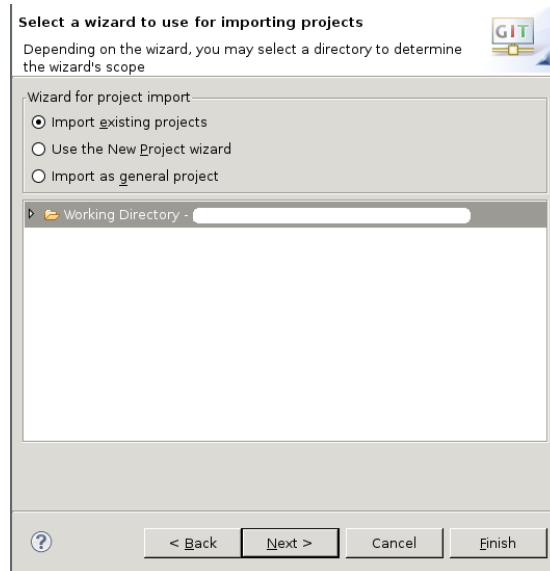 Select a wizard to use for importing projects
Depending on the wizard, you may select a directory to determine
the wizard's scope
GIT
Wizard for project import
Import existing projects
Use the New Project wizard
Import as general project
Working Directory -
?
< Back
Next >
Cancel
Finish